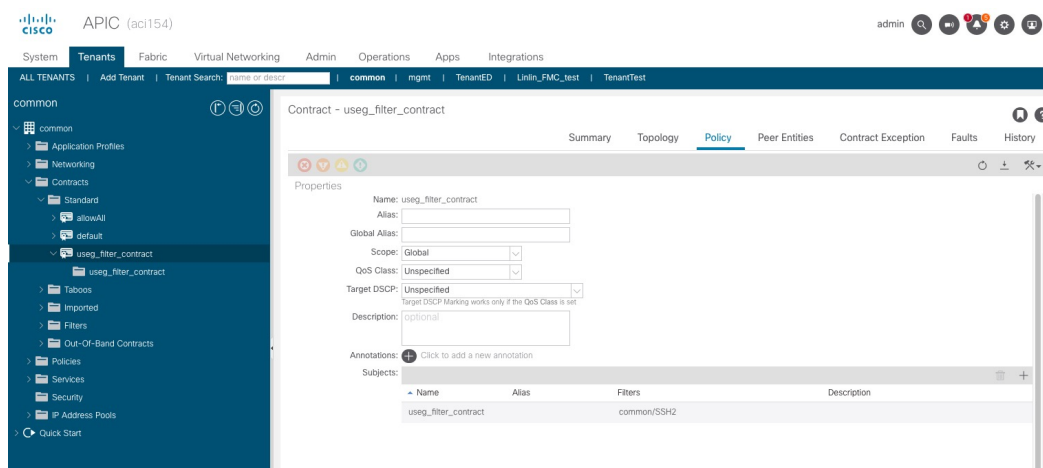 CISCO
APIC (aci154)
admin
1
5
System Tenants Fabric Virtual Networking Admin Operations Apps Integrations
ALL TENANTS | Add Tenant | Tenant Search: name or descr | common | mgmt | TenantED | Linlin_FMC_test | TenantTest
common
common
Application Profiles
Networking
Contracts
Standard
allowAll
default
useg_filter_contract
useg_filter_contract
Taboos
Imported
Filters
Out-Of-Band Contracts
Policies
Services
Security
IP Address Pools
Quick Start
Contract - useg_filter_contract
Summary Topology Policy Peer Entities Contract Exception Faults History
Properties
Name: useg_filter_contract
Alias:
Global Alias:
Scope: Global
QoS Class: Unspecified
Target DSCP: Unspecified
Target DSCP Marking works only if the QoS Class is set
Description: optional
Annotations: Click to add a new annotation
Subjects:
Name Alias Filters Description
useg_filter_contract common/SSH2